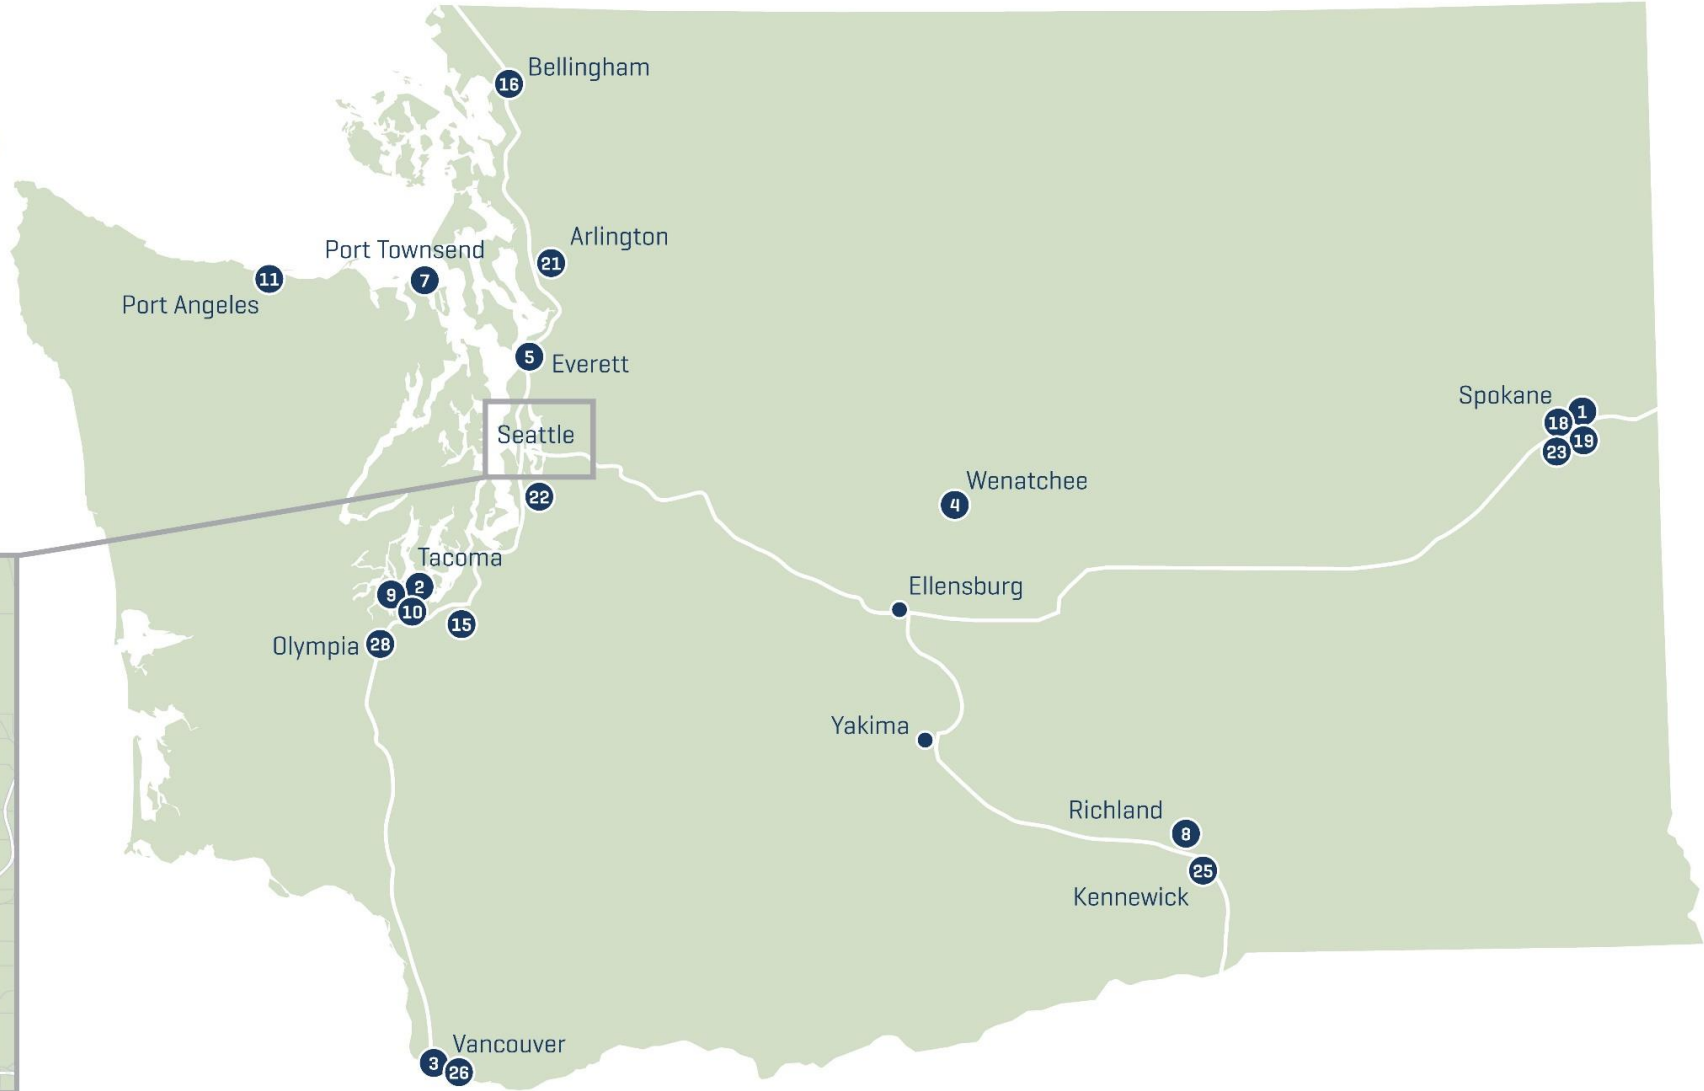 Bellingham
16
Arlington
21
Port Townsend
7
11
Port Angeles
5
Everett
Spokane
1
18
19
23
Seattle
22
Wenatchee
4
Tacoma
2
9
10
15
Ellensburg
Olympia
28
Yakima
Richland
8
25
Kennewick
Vancouver
3
26